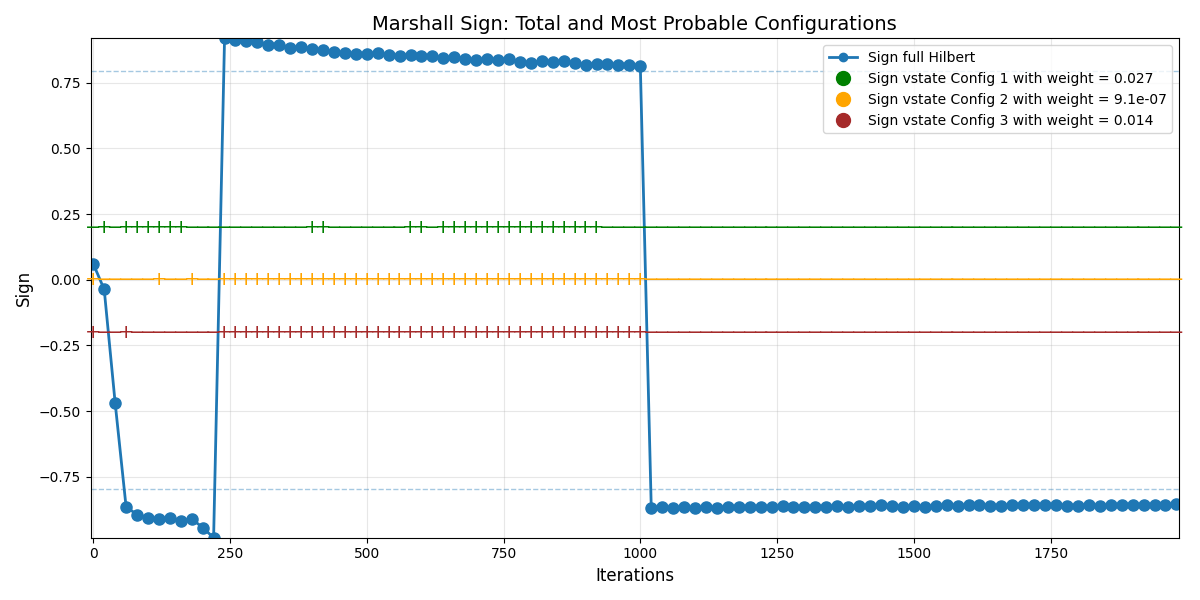 Marshall Sign: Total and Most Probable Configurations
Sign full Hilbert
Sign vstate Config 1 with weight = 0.027
Sign vstate Config 2 with weight = 9.1e-07
Sign vstate Config 3 with weight = 0.014
Sign
0.75
0.50
0.25
0.00
−0.25
−0.50
−0.75
0 250 500 750 1000 1250 1500 1750
Iterations